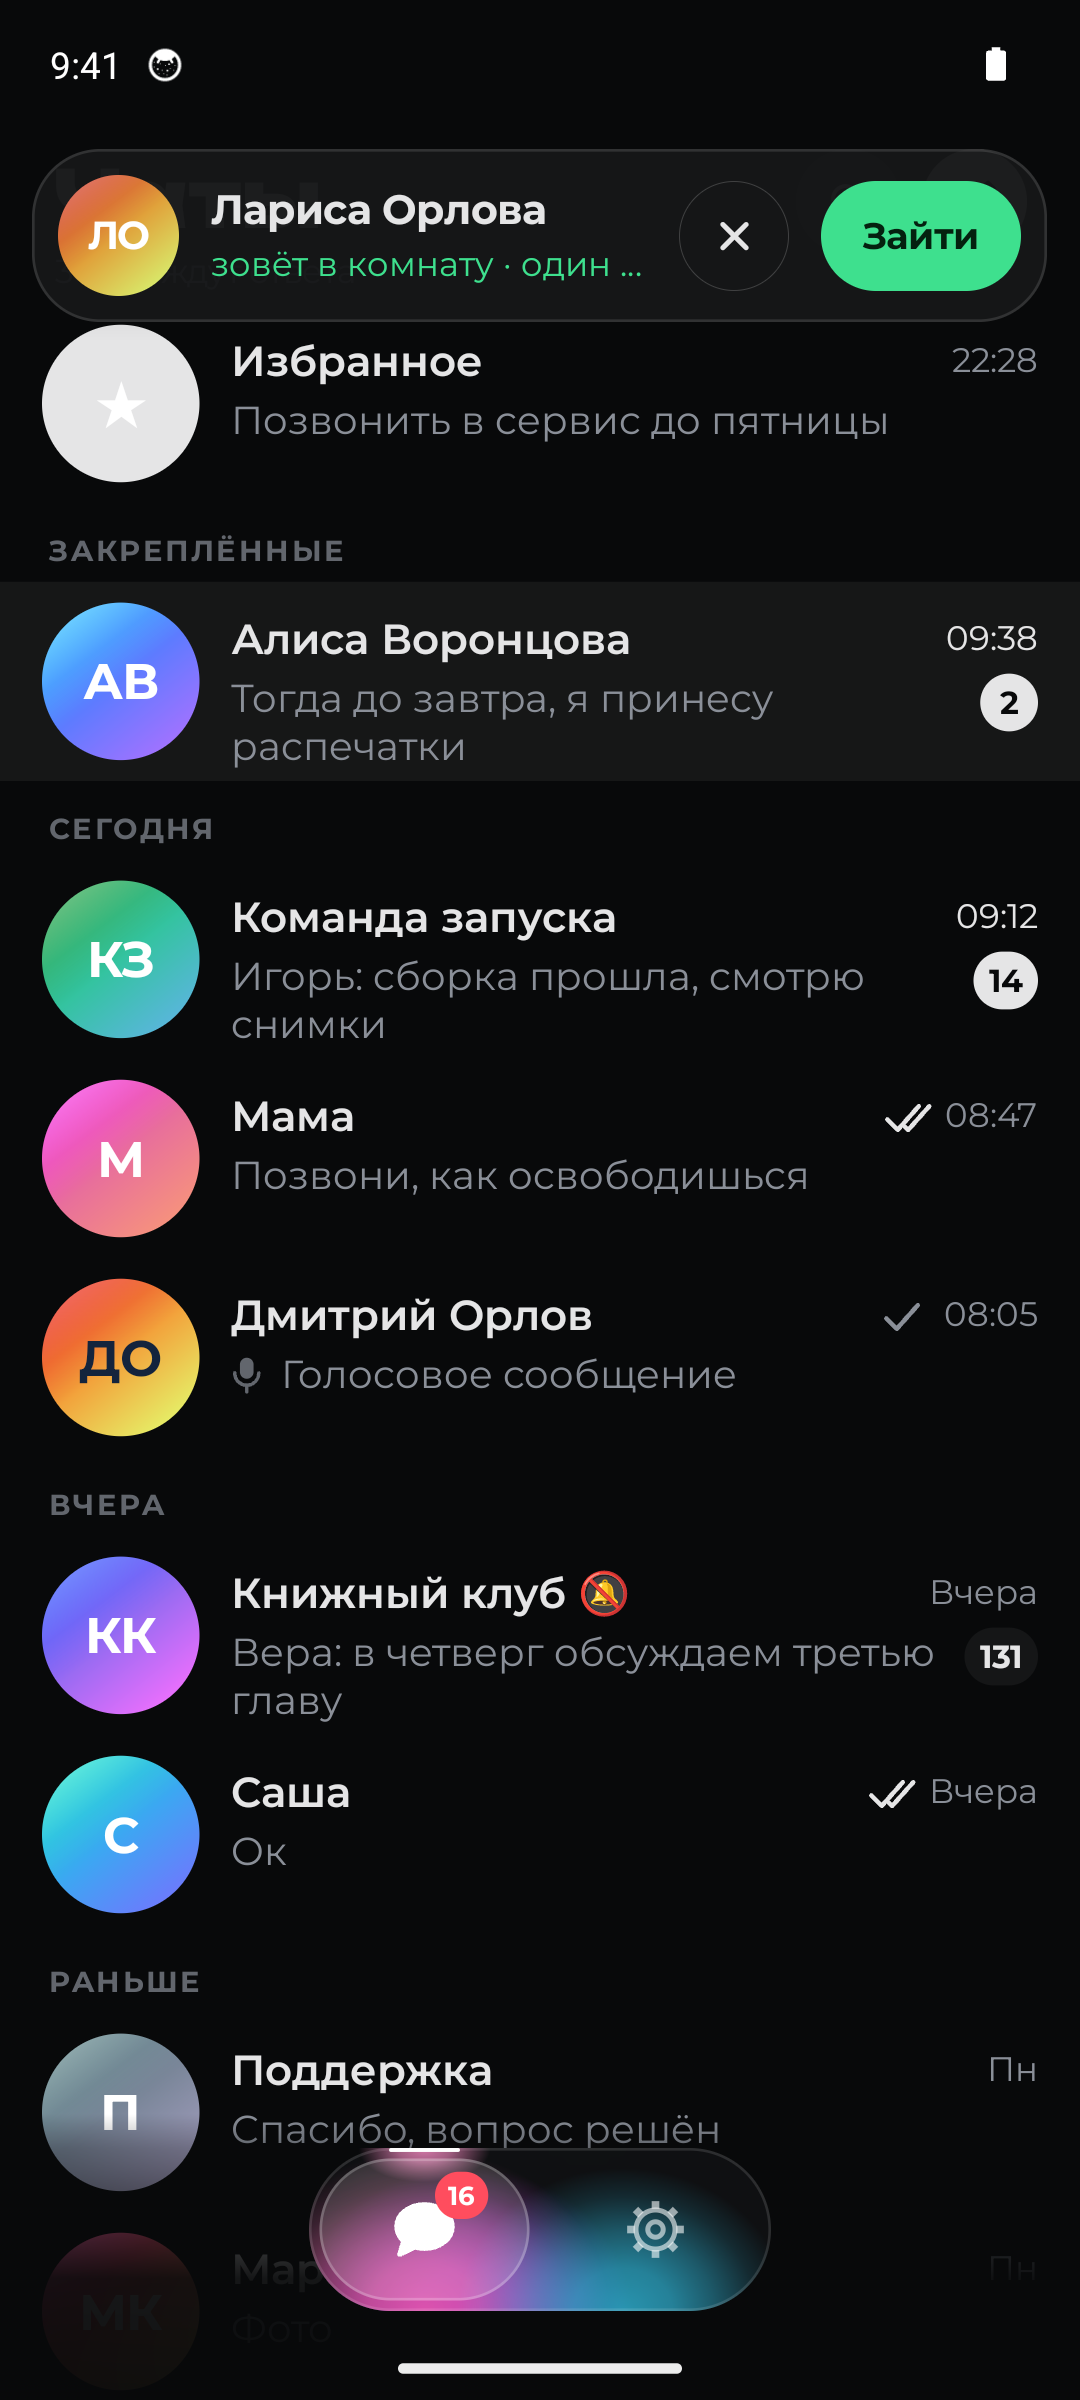 9:41
ЛО
Лариса Орлова
зовёт в комнату · один ...
Зайти
Избранное
22:28
Позвонить в сервис до пятницы
ЗАКРЕПЛЁННЫЕ
АВ
Алиса Воронцова
09:38
Тогда до завтра, я принесу
2
распечатки
СЕГОДНЯ
КЗ
Команда запуска
09:12
Игорь: сборка прошла, смотрю
14
снимки
М
Мама
08:47
Позвони, как освободишься
ДО
Дмитрий Орлов
08:05
Голосовое сообщение
ВЧЕРА
КК
Книжный клуб 🔕
Вчера
Вера: в четверг обсуждаем третью
131
главу
С
Саша
Вчера
Ок
РАНЬШЕ
П
Поддержка
Пн
Спасибо, вопрос решён
16
МК
Пн
Фото